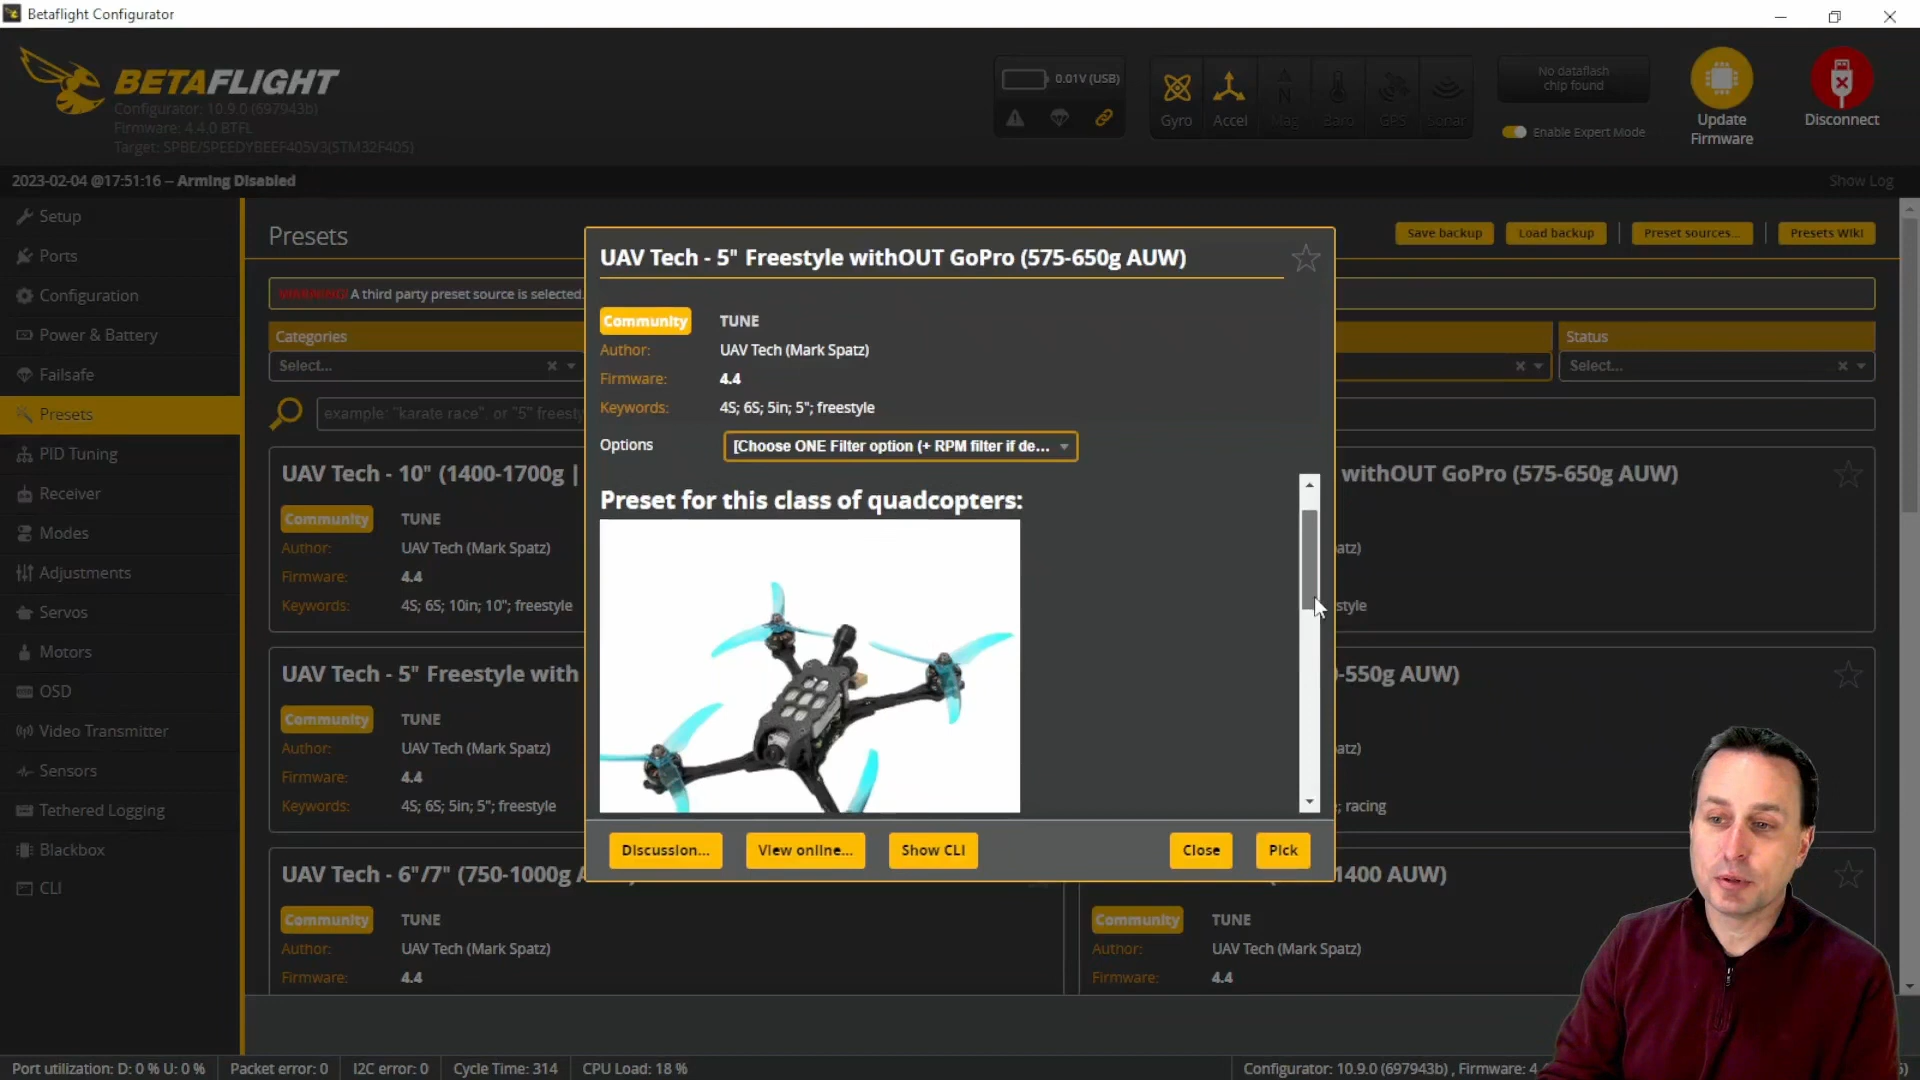 Betaflight Configurator
BETAFLIGHT
Configurator: 10.9.0 (697943b)
Firmware: 4.4.0 BTFL
Target: SPBE/SPEEDYBEEF405V3(STM32F405)
0.01V (USB)
Gyro
Accel
Mag
Baro
GPS
Sonar
No dataflash
chip found
Enable Expert Mode
Update
Firmware
Disconnect
2023-02-04 @17:51:16 -- Arming Disabled
Show Log
Setup
Ports
Configuration
Power & Battery
Failsafe
Presets
PID Tuning
Receiver
Modes
Adjustments
Servos
Motors
OSD
Video Transmitter
Sensors
Tethered Logging
Blackbox
CLI
Presets
Save backup
Load backup
Preset sources...
Presets Wiki
WARNING! A third party preset source is selected.
Categories
Select...
Status
Select...
example: "karate race", or "5" freesty
UAV Tech - 10" (1400-1700g |
Community TUNE
Author: UAV Tech (Mark Spatz)
Firmware: 4.4
Keywords: 4S; 6S; 10in; 10"; freestyle
withOUT GoPro (575-650g AUW)
atz)
style
UAV Tech - 5" Freestyle with
Community TUNE
Author: UAV Tech (Mark Spatz)
Firmware: 4.4
Keywords: 4S; 6S; 5in; 5"; freestyle
-550g AUW)
atz)
; racing
UAV Tech - 6"/7" (750-1000g
Community TUNE
Author: UAV Tech (Mark Spatz)
Firmware: 4.4
1400 AUW)
Community TUNE
Author: UAV Tech (Mark Spatz)
Firmware: 4.4
UAV Tech - 5" Freestyle withOUT GoPro (575-650g AUW)
Community TUNE
Author: UAV Tech (Mark Spatz)
Firmware: 4.4
Keywords: 4S; 6S; 5in; 5"; freestyle
Options [Choose ONE Filter option (+ RPM filter if de...
Preset for this class of quadcopters:
Discussion...
View online...
Show CLI
Close
Pick
Port utilization: D: 0 % U: 0 %
Packet error: 0
I2C error: 0
Cycle Time: 314
CPU Load: 18 %
Configurator: 10.9.0 (697943b) , Firmware: 4